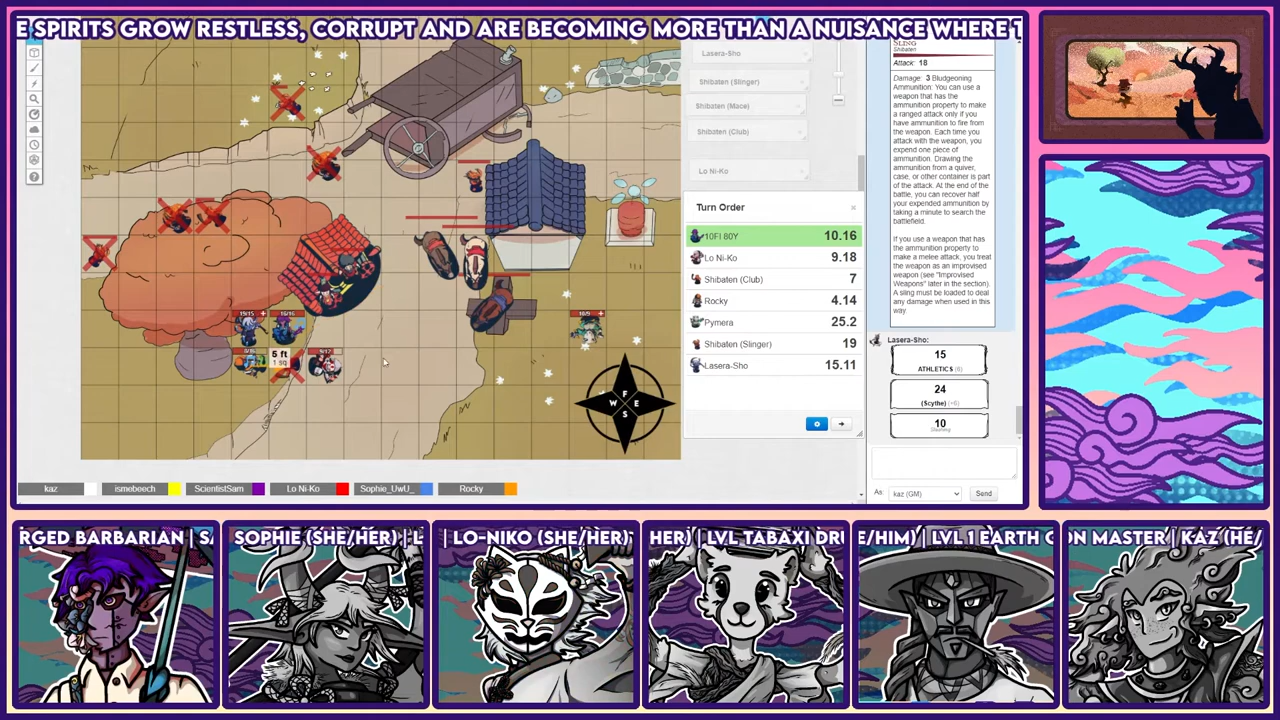 E SPIRITS GROW RESTLESS, CORRUPT AND ARE BECOMING MORE THAN A NUISANCE WHERE T
Lasera-Sho
Shibaten (Slinger)
Shibaten (Mace)
Shibaten (Club)
Lo Ni-Ko
Turn Order
10FI 80Y 10.16
Lo Ni-Ko 9.18
Shibaten (Club) 7
Rocky 4.14
Pymera 25.2
Shibaten (Slinger) 19
Lasera-Sho 15.11
SLING
Shibaten
Attack: 18
Damage: 3 Bludgeoning
Ammunition: You can use a
weapon that has the
ammunition property to make
a ranged attack only if you
have ammunition to fire from
the weapon. Each time you
attack with the weapon, you
expend one piece of
ammunition. Drawing the
ammunition from a quiver,
case, or other container is part
of the attack. At the end of the
battle, you can recover half
your expended ammunition by
taking a minute to search the
battlefield.
If you use a weapon that has
the ammunition property to
make a melee attack, you treat
the weapon as an improvised
weapon (see "Improvised
Weapons" later in the section).
A sling must be loaded to deal
any damage when used in this
way.
Lasera-Sho:
15
ATHLETICS (6)
24
(Scythe) (+6)
10
Slashing
As: kaz (GM) Send
5 ft
1 sq
F
W E
S
kaz
ismebeech
ScientistSam
Lo Ni-Ko
Sophie_UwU_
Rocky
RGED BARBARIAN | SA
SOPHIE (SHE/HER) | L
| LO-NIKO (SHE/HER)
HER) | LVL TABAXI DRU
E/HIM) | LVL 1 EARTH G
ON MASTER | KAZ (HE/